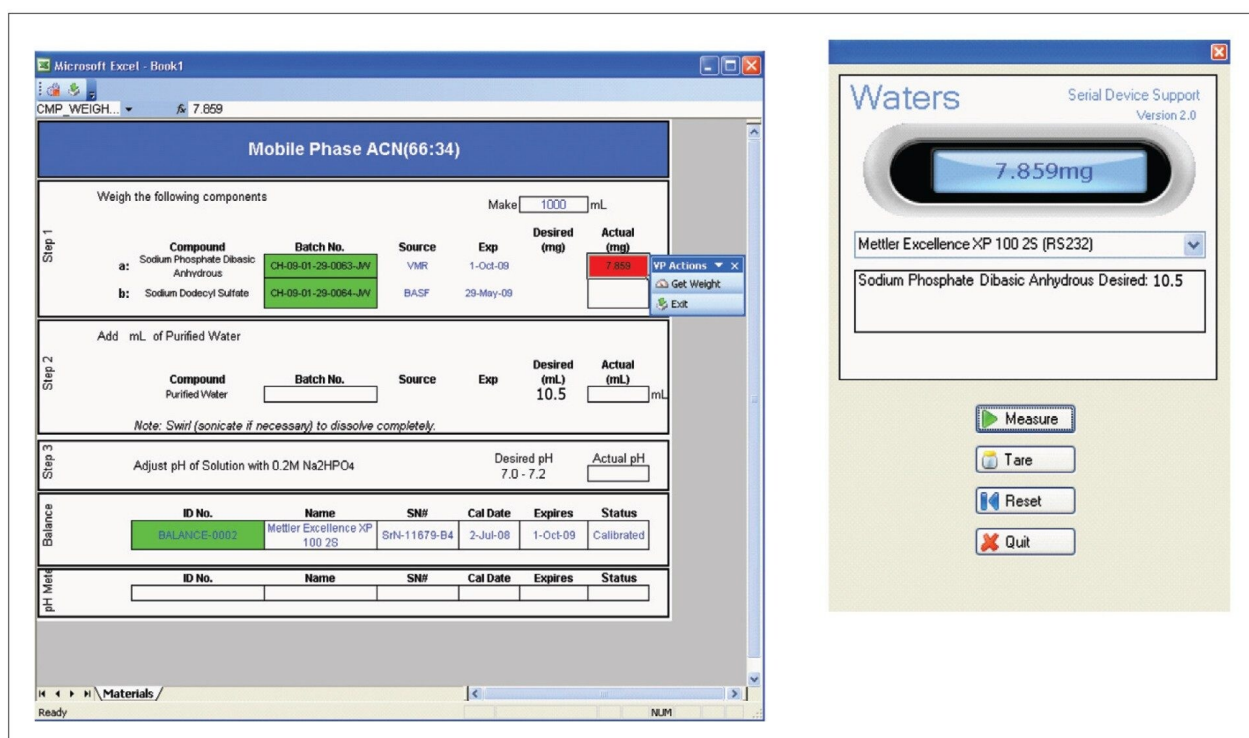 Microsoft Excel - Book1
CMP_WEIGH... fx 7.859
Mobile Phase ACN(66:34)
Step 1
Weigh the following components
Make 1000 mL
Compound Batch No. Source Exp Desired (mg) Actual (mg)
a: Sodium Phosphate Dibasic Anhydrous CH-09-01-29-0063-JW VMR 1-Oct-09 7.859
b: Sodium Dodecyl Sulfate CH-09-01-29-0064-JW BASF 29-May-09
VP Actions
Get Weight
Exit
Step 2
Add mL of Purified Water
Compound Batch No. Source Exp Desired (mL) Actual (mL)
Purified Water 10.5 mL
Note: Swirl (sonicate if necessary) to dissolve completely.
Step 3
Adjust pH of Solution with 0.2M Na2HPO4
Desired pH Actual pH
7.0 - 7.2
Balance
ID No. Name SN# Cal Date Expires Status
BALANCE-0002 Mettler Excellence XP 100 2S SrN-11679-B4 2-Jul-08 1-Oct-09 Calibrated
pH Mete
ID No. Name SN# Cal Date Expires Status
Materials
Ready NUM
Waters
Serial Device Support
Version 2.0
7.859mg
Mettler Excellence XP 100 2S (RS232)
Sodium Phosphate Dibasic Anhydrous Desired: 10.5
Measure
Tare
Reset
Quit